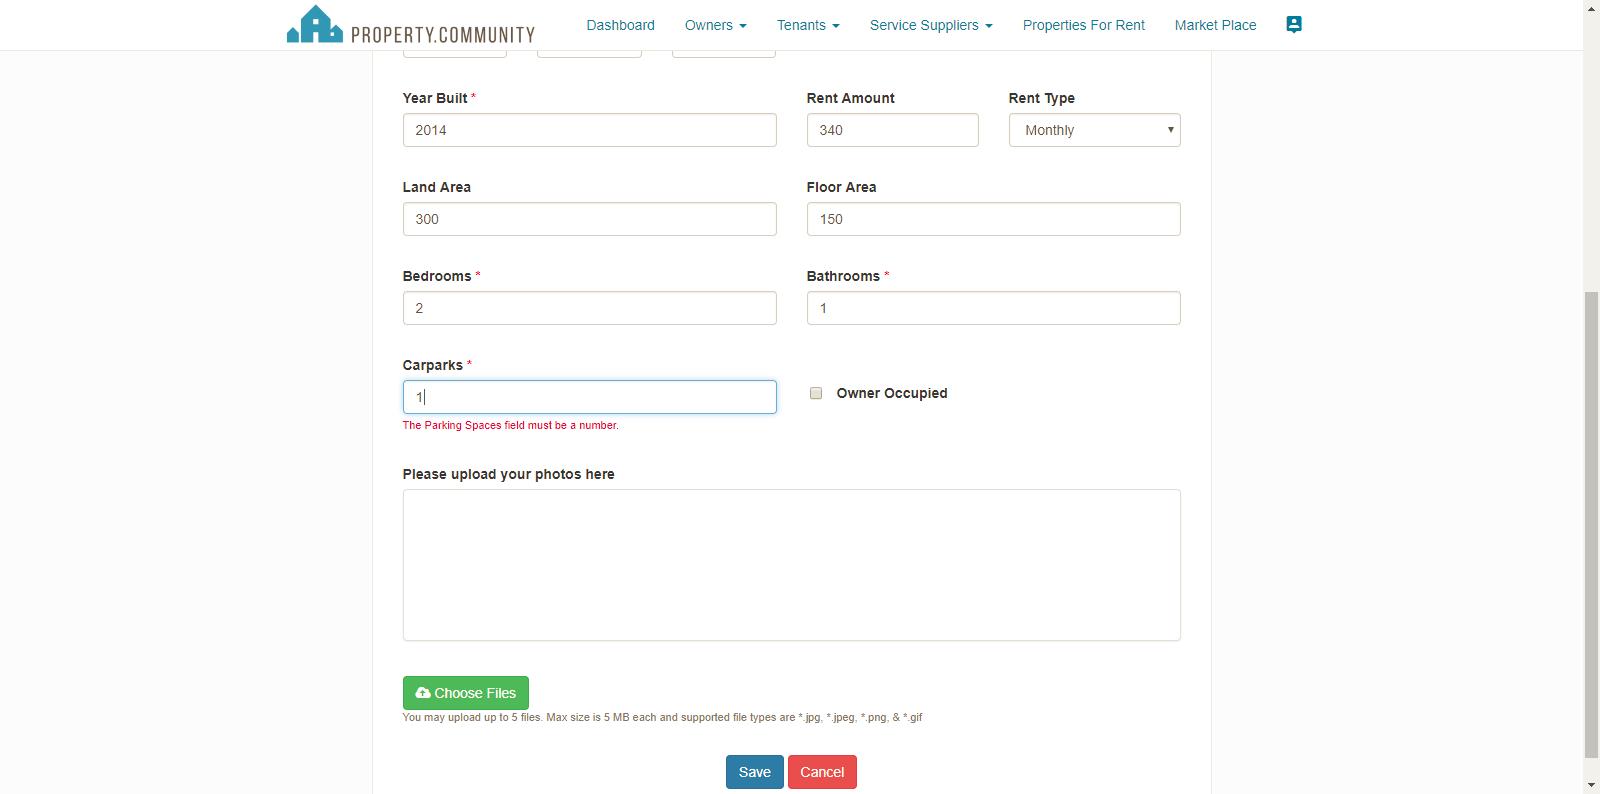 PROPERTY.COMMUNITY
Dashboard
Owners
Tenants
Service Suppliers
Properties For Rent
Market Place
Year Built *
Rent Amount
Rent Type
2014
340
Monthly
Land Area
Floor Area
300
150
Bedrooms *
Bathrooms *
2
1
Carparks *
1
Owner Occupied
The Parking Spaces field must be a number.
Please upload your photos here
Choose Files
You may upload up to 5 files. Max size is 5 MB each and supported file types are *.jpg, *.jpeg, *.png, & *.gif
Save
Cancel